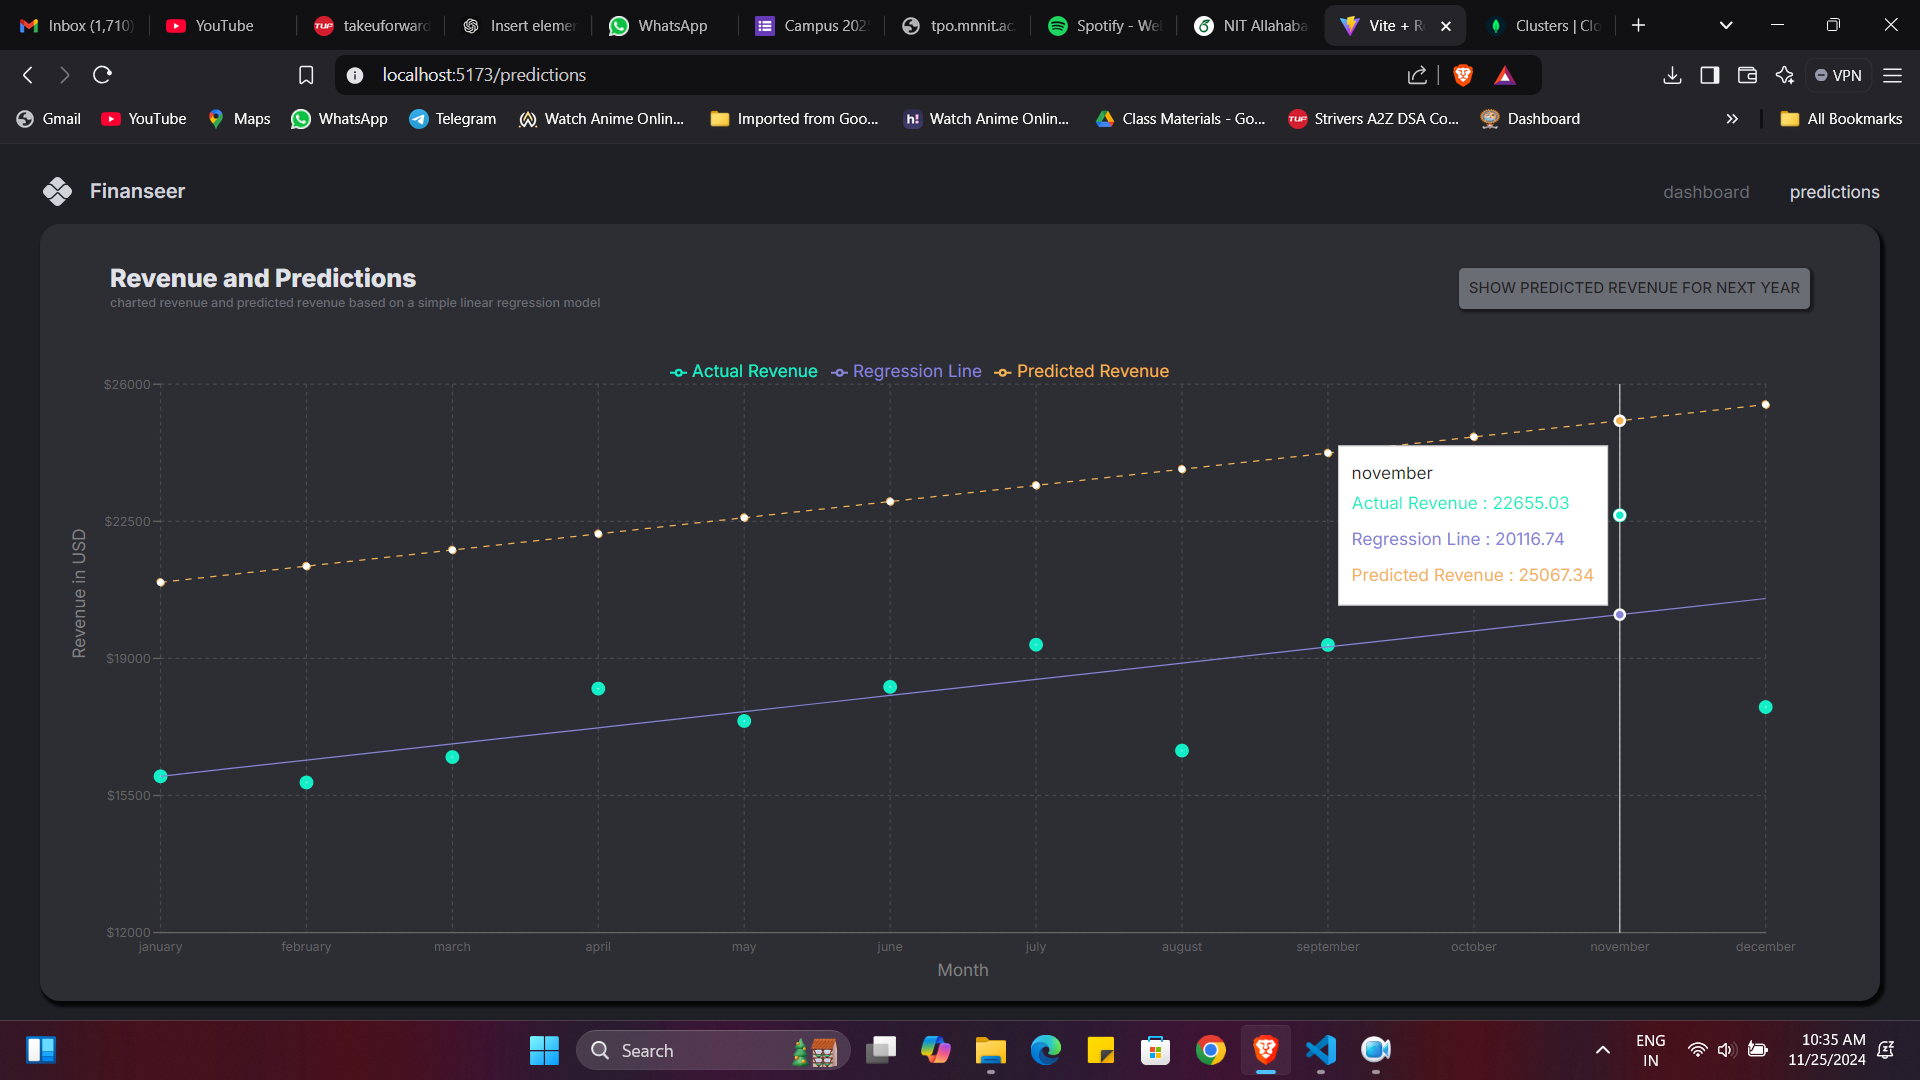 Inbox (1,710)
YouTube
takeuforward
Insert elemen
WhatsApp
Campus 202
tpo.mnnit.ac.
Spotify - We
NIT Allahaba
Vite + R
Clusters | Clo
localhost:5173/predictions
VPN
Gmail
YouTube
Maps
WhatsApp
Telegram
Watch Anime Onlin...
Imported from Goo...
h!
Watch Anime Onlin...
Class Materials - Go...
TUF
Strivers A2Z DSA Co...
Dashboard
All Bookmarks
Finanseer
dashboard
predictions
Revenue and Predictions
charted revenue and predicted revenue based on a simple linear regression model
SHOW PREDICTED REVENUE FOR NEXT YEAR
Actual Revenue
Regression Line
Predicted Revenue
$26000
$22500
$19000
$15500
$12000
Revenue in USD
november
Actual Revenue : 22655.03
Regression Line : 20116.74
Predicted Revenue : 25067.34
january
february
march
april
may
june
july
august
september
october
november
december
Month
Search
ENG
IN
10:35 AM
11/25/2024